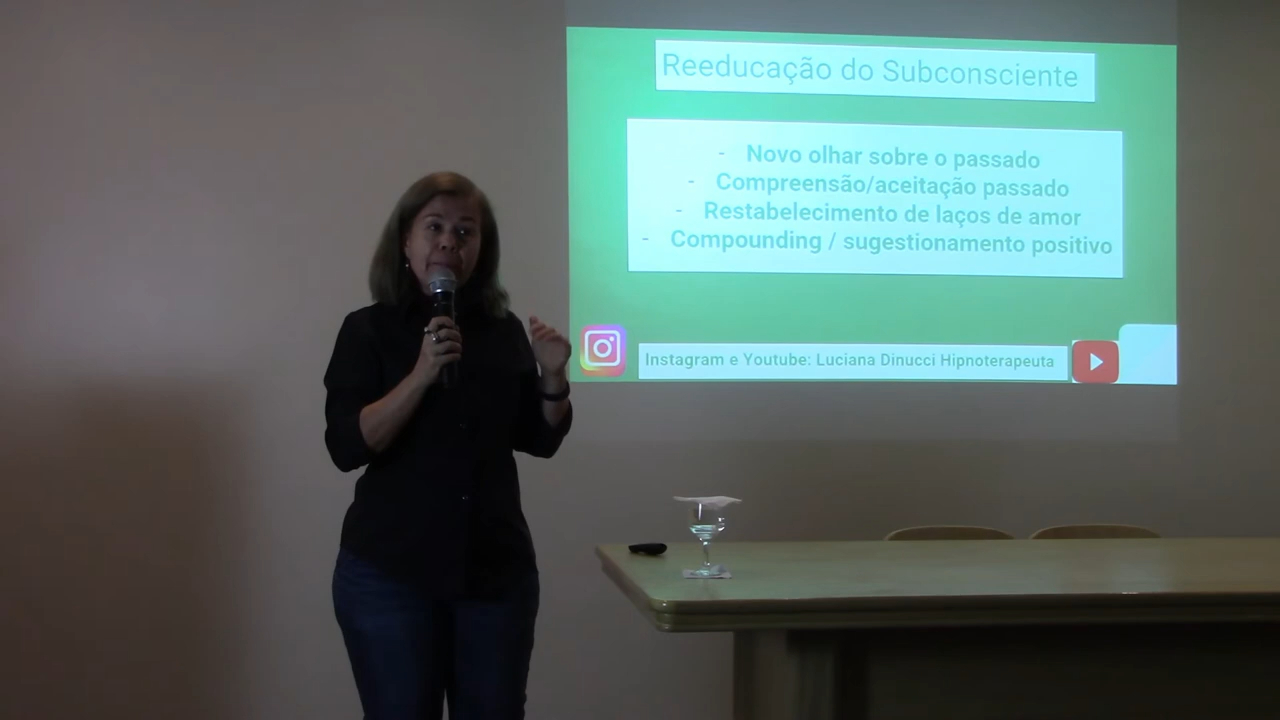 Reeducação do Subconsciente
- Novo olhar sobre o passado
- Compreensão/aceitação passado
- Restabelecimento de laços de amor
- Compounding / sugestionamento positivo
Instagram e Youtube: Luciana Dinucci Hipnoterapeuta